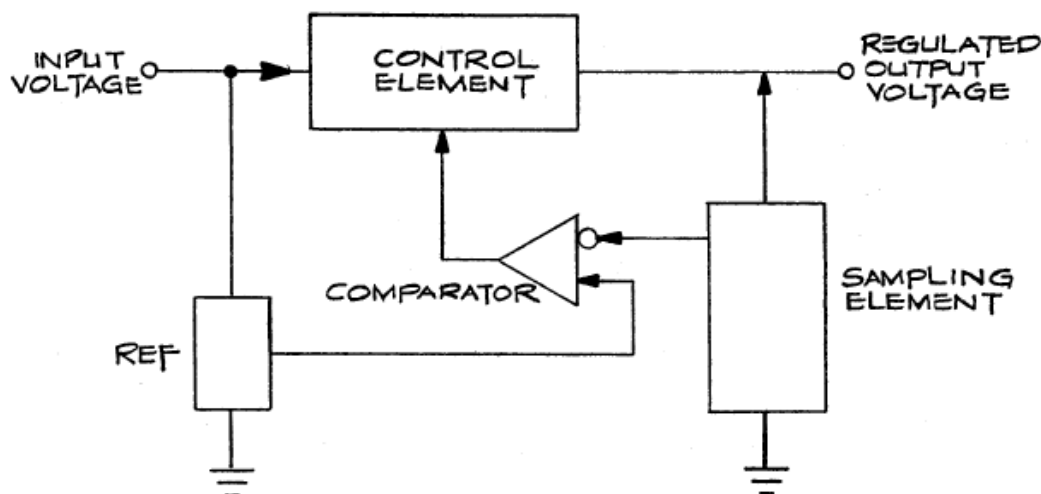 INPUT
VOLTAGE
CONTROL
ELEMENT
REGULATED
OUTPUT
VOLTAGE
COMPARATOR
SAMPLING
ELEMENT
REF